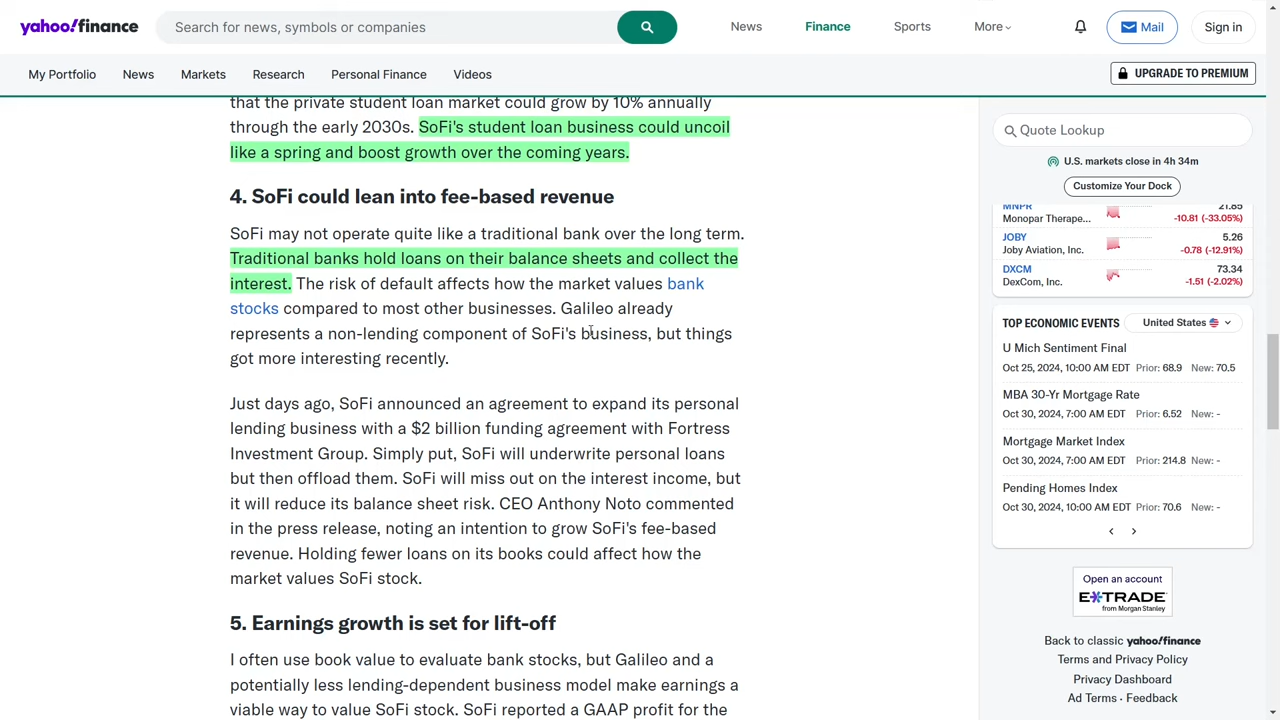 yahoo!finance
Search for news, symbols or companies
News
Finance
Sports
More
Mail
Sign in
My Portfolio
News
Markets
Research
Personal Finance
Videos
UPGRADE TO PREMIUM
that the private student loan market could grow by 10% annually
through the early 2030s. SoFi's student loan business could uncoil
like a spring and boost growth over the coming years.
4. SoFi could lean into fee-based revenue
SoFi may not operate quite like a traditional bank over the long term.
Traditional banks hold loans on their balance sheets and collect the
interest. The risk of default affects how the market values bank
stocks compared to most other businesses. Galileo already
represents a non-lending component of SoFi's business, but things
got more interesting recently.
Just days ago, SoFi announced an agreement to expand its personal
lending business with a $2 billion funding agreement with Fortress
Investment Group. Simply put, SoFi will underwrite personal loans
but then offload them. SoFi will miss out on the interest income, but
it will reduce its balance sheet risk. CEO Anthony Noto commented
in the press release, noting an intention to grow SoFi's fee-based
revenue. Holding fewer loans on its books could affect how the
market values SoFi stock.
5. Earnings growth is set for lift-off
I often use book value to evaluate bank stocks, but Galileo and a
potentially less lending-dependent business model make earnings a
viable way to value SoFi stock. SoFi reported a GAAP profit for the
Quote Lookup
U.S. markets close in 4h 34m
Customize Your Dock
MNPR 21.85
Monopar Therape... -10.81 (-33.05%)
JOBY 5.26
Joby Aviation, Inc. -0.78 (-12.91%)
DXCM 73.34
DexCom, Inc. -1.51 (-2.02%)
TOP ECONOMIC EVENTS United States
U Mich Sentiment Final
Oct 25, 2024, 10:00 AM EDT Prior: 68.9 New: 70.5
MBA 30-Yr Mortgage Rate
Oct 30, 2024, 7:00 AM EDT Prior: 6.52 New: -
Mortgage Market Index
Oct 30, 2024, 7:00 AM EDT Prior: 214.8 New: -
Pending Homes Index
Oct 30, 2024, 10:00 AM EDT Prior: 70.6 New: -
Open an account
E*TRADE
from Morgan Stanley
Back to classic yahoo!finance
Terms and Privacy Policy
Privacy Dashboard
Ad Terms · Feedback